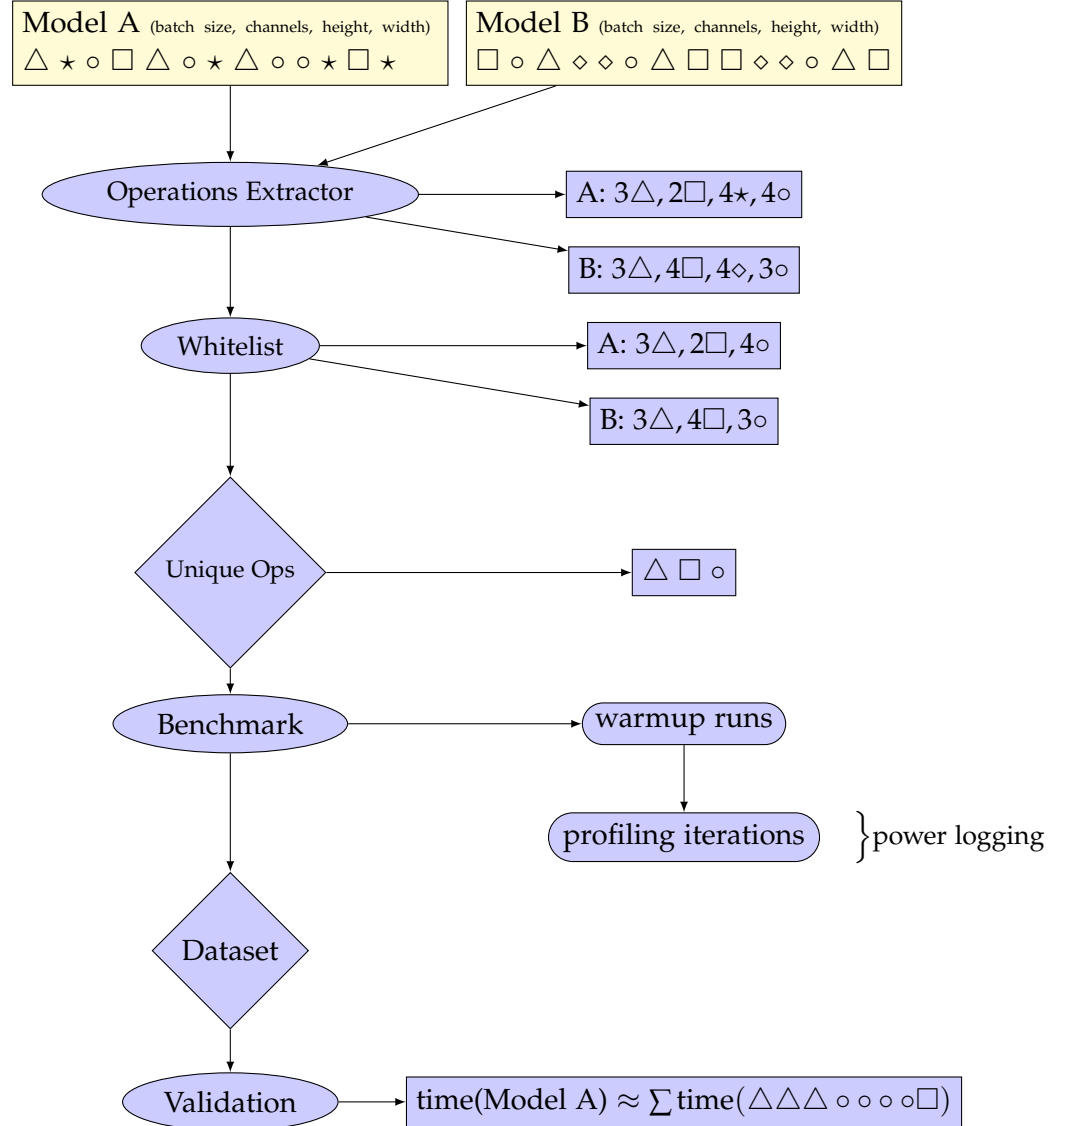 Model A (batch size, channels, height, width)
△ ⋆ ∘ □ △ ∘ ⋆ △ ∘ ∘ ⋆ □ ⋆
Model B (batch size, channels, height, width)
□ ∘ △ ⋄ ⋄ ∘ △ □ □ ⋄ ⋄ ∘ △ □
Operations Extractor
A: 3△, 2□, 4⋆, 4∘
B: 3△, 4□, 4⋄, 3∘
Whitelist
A: 3△, 2□, 4∘
B: 3△, 4□, 3∘
Unique Ops
△ □ ∘
Benchmark
warmup runs
profiling iterations
}power logging
Dataset
Validation
time(Model A) ≈ ∑ time(△△△ ∘ ∘ ∘ ∘□)